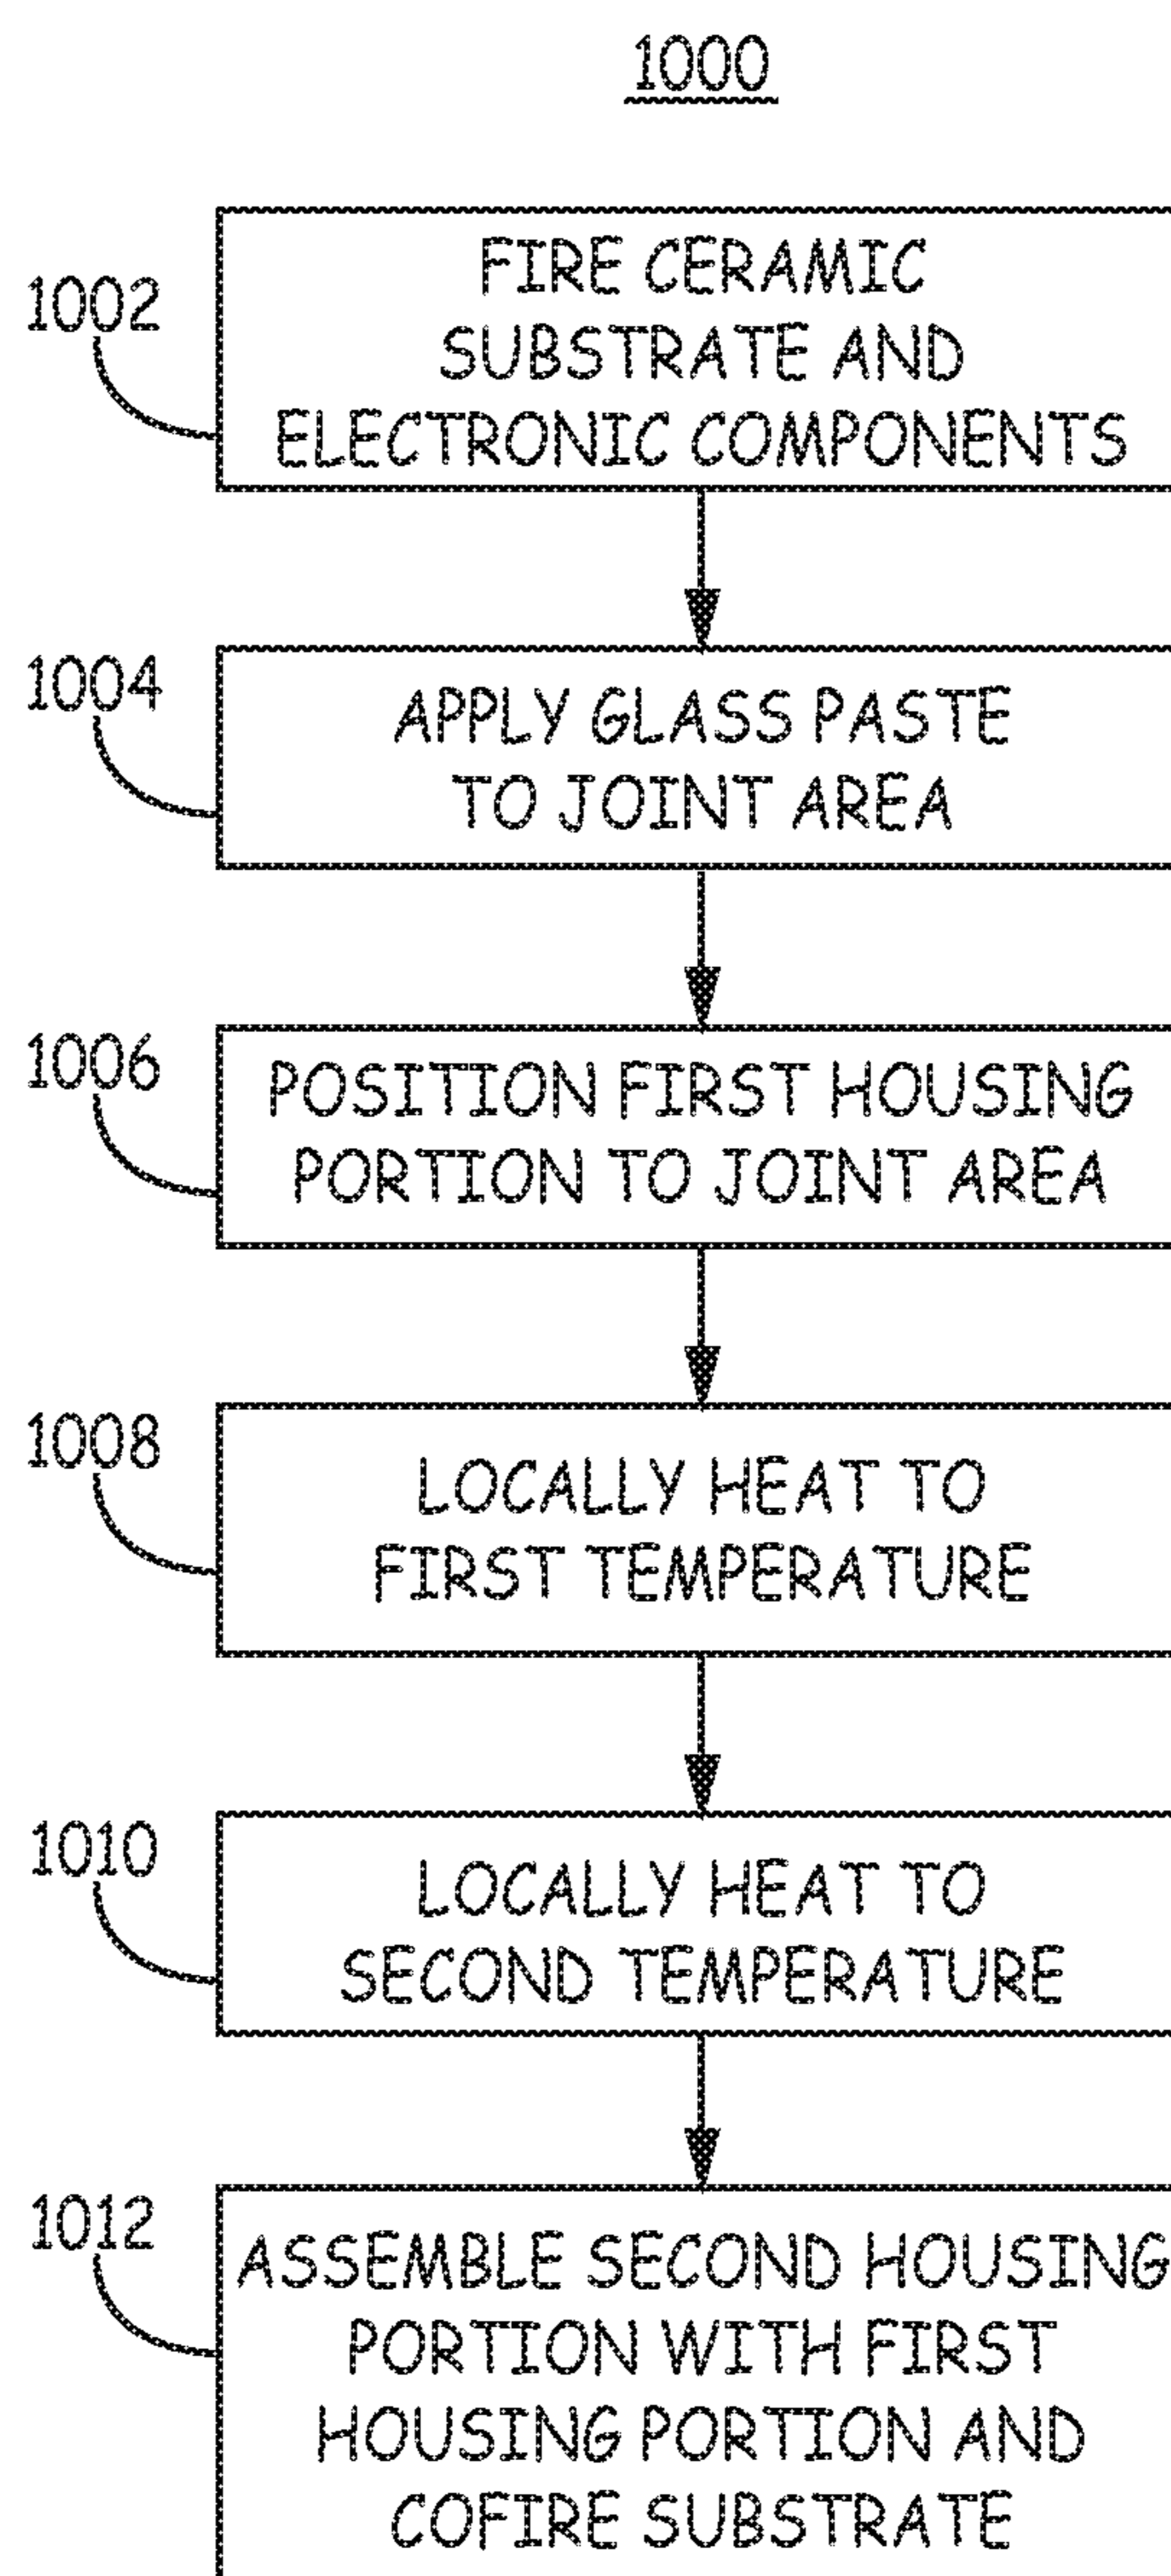 1000
1002
FIRE CERAMIC
SUBSTRATE AND
ELECTRONIC COMPONENTS
1004
APPLY GLASS PASTE
TO JOINT AREA
1006
POSITION FIRST HOUSING
PORTION TO JOINT AREA
1008
LOCALLY HEAT TO
FIRST TEMPERATURE
1010
LOCALLY HEAT TO
SECOND TEMPERATURE
1012
ASSEMBLE SECOND HOUSING
PORTION WITH FIRST
HOUSING PORTION AND
COFIRE SUBSTRATE